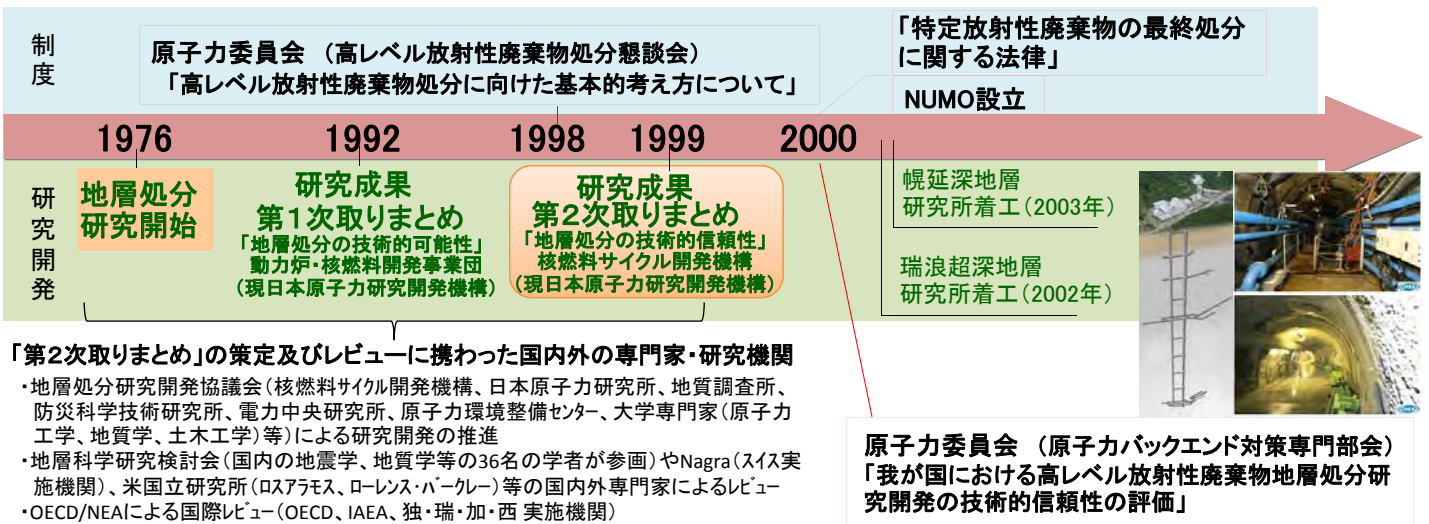 制度
原子力委員会 （高レベル放射性廃棄物処分懇談会）
「高レベル放射性廃棄物処分に向けた基本的考え方について」
「特定放射性廃棄物の最終処分
に関する法律」
NUMO設立
1976
1992
1998
1999
2000
研究開発
地層処分
研究開始
研究成果
第１次取りまとめ
「地層処分の技術的可能性」
動力炉・核燃料開発事業団
（現日本原子力研究開発機構）
研究成果
第２次取りまとめ
「地層処分の技術的信頼性」
核燃料サイクル開発機構
（現日本原子力研究開発機構）
幌延深地層
研究所着工（2003年）
瑞浪超深地層
研究所着工（2002年）
「第２次取りまとめ」の策定及びレビューに携わった国内外の専門家・研究機関
・地層処分研究開発協議会（核燃料サイクル開発機構、日本原子力研究所、地質調査所、
防災科学技術研究所、電力中央研究所、原子力環境整備センター、大学専門家（原子力
工学、地質学、土木工学）等）による研究開発の推進
・地層科学研究検討会（国内の地震学、地質学等の36名の学者が参画）やNagra（スイス実
施機関）、米国立研究所（ロスアラモス、ローレンス・バークレー）等の国内外専門家によるレビュー
・OECD/NEAによる国際レビュー（OECD、IAEA、独・瑞・加・西 実施機関）
原子力委員会 （原子力バックエンド対策専門部会）
「我が国における高レベル放射性廃棄物地層処分研
究開発の技術的信頼性の評価」